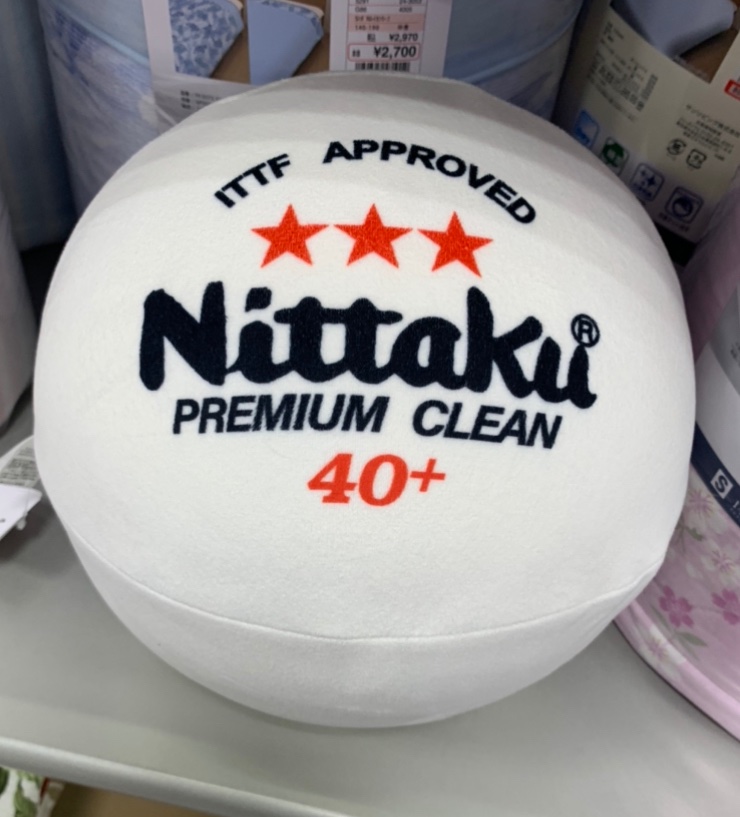 ¥2,970
¥2,700
ITTF APPROVED
Nittaku®
PREMIUM CLEAN
40+
S